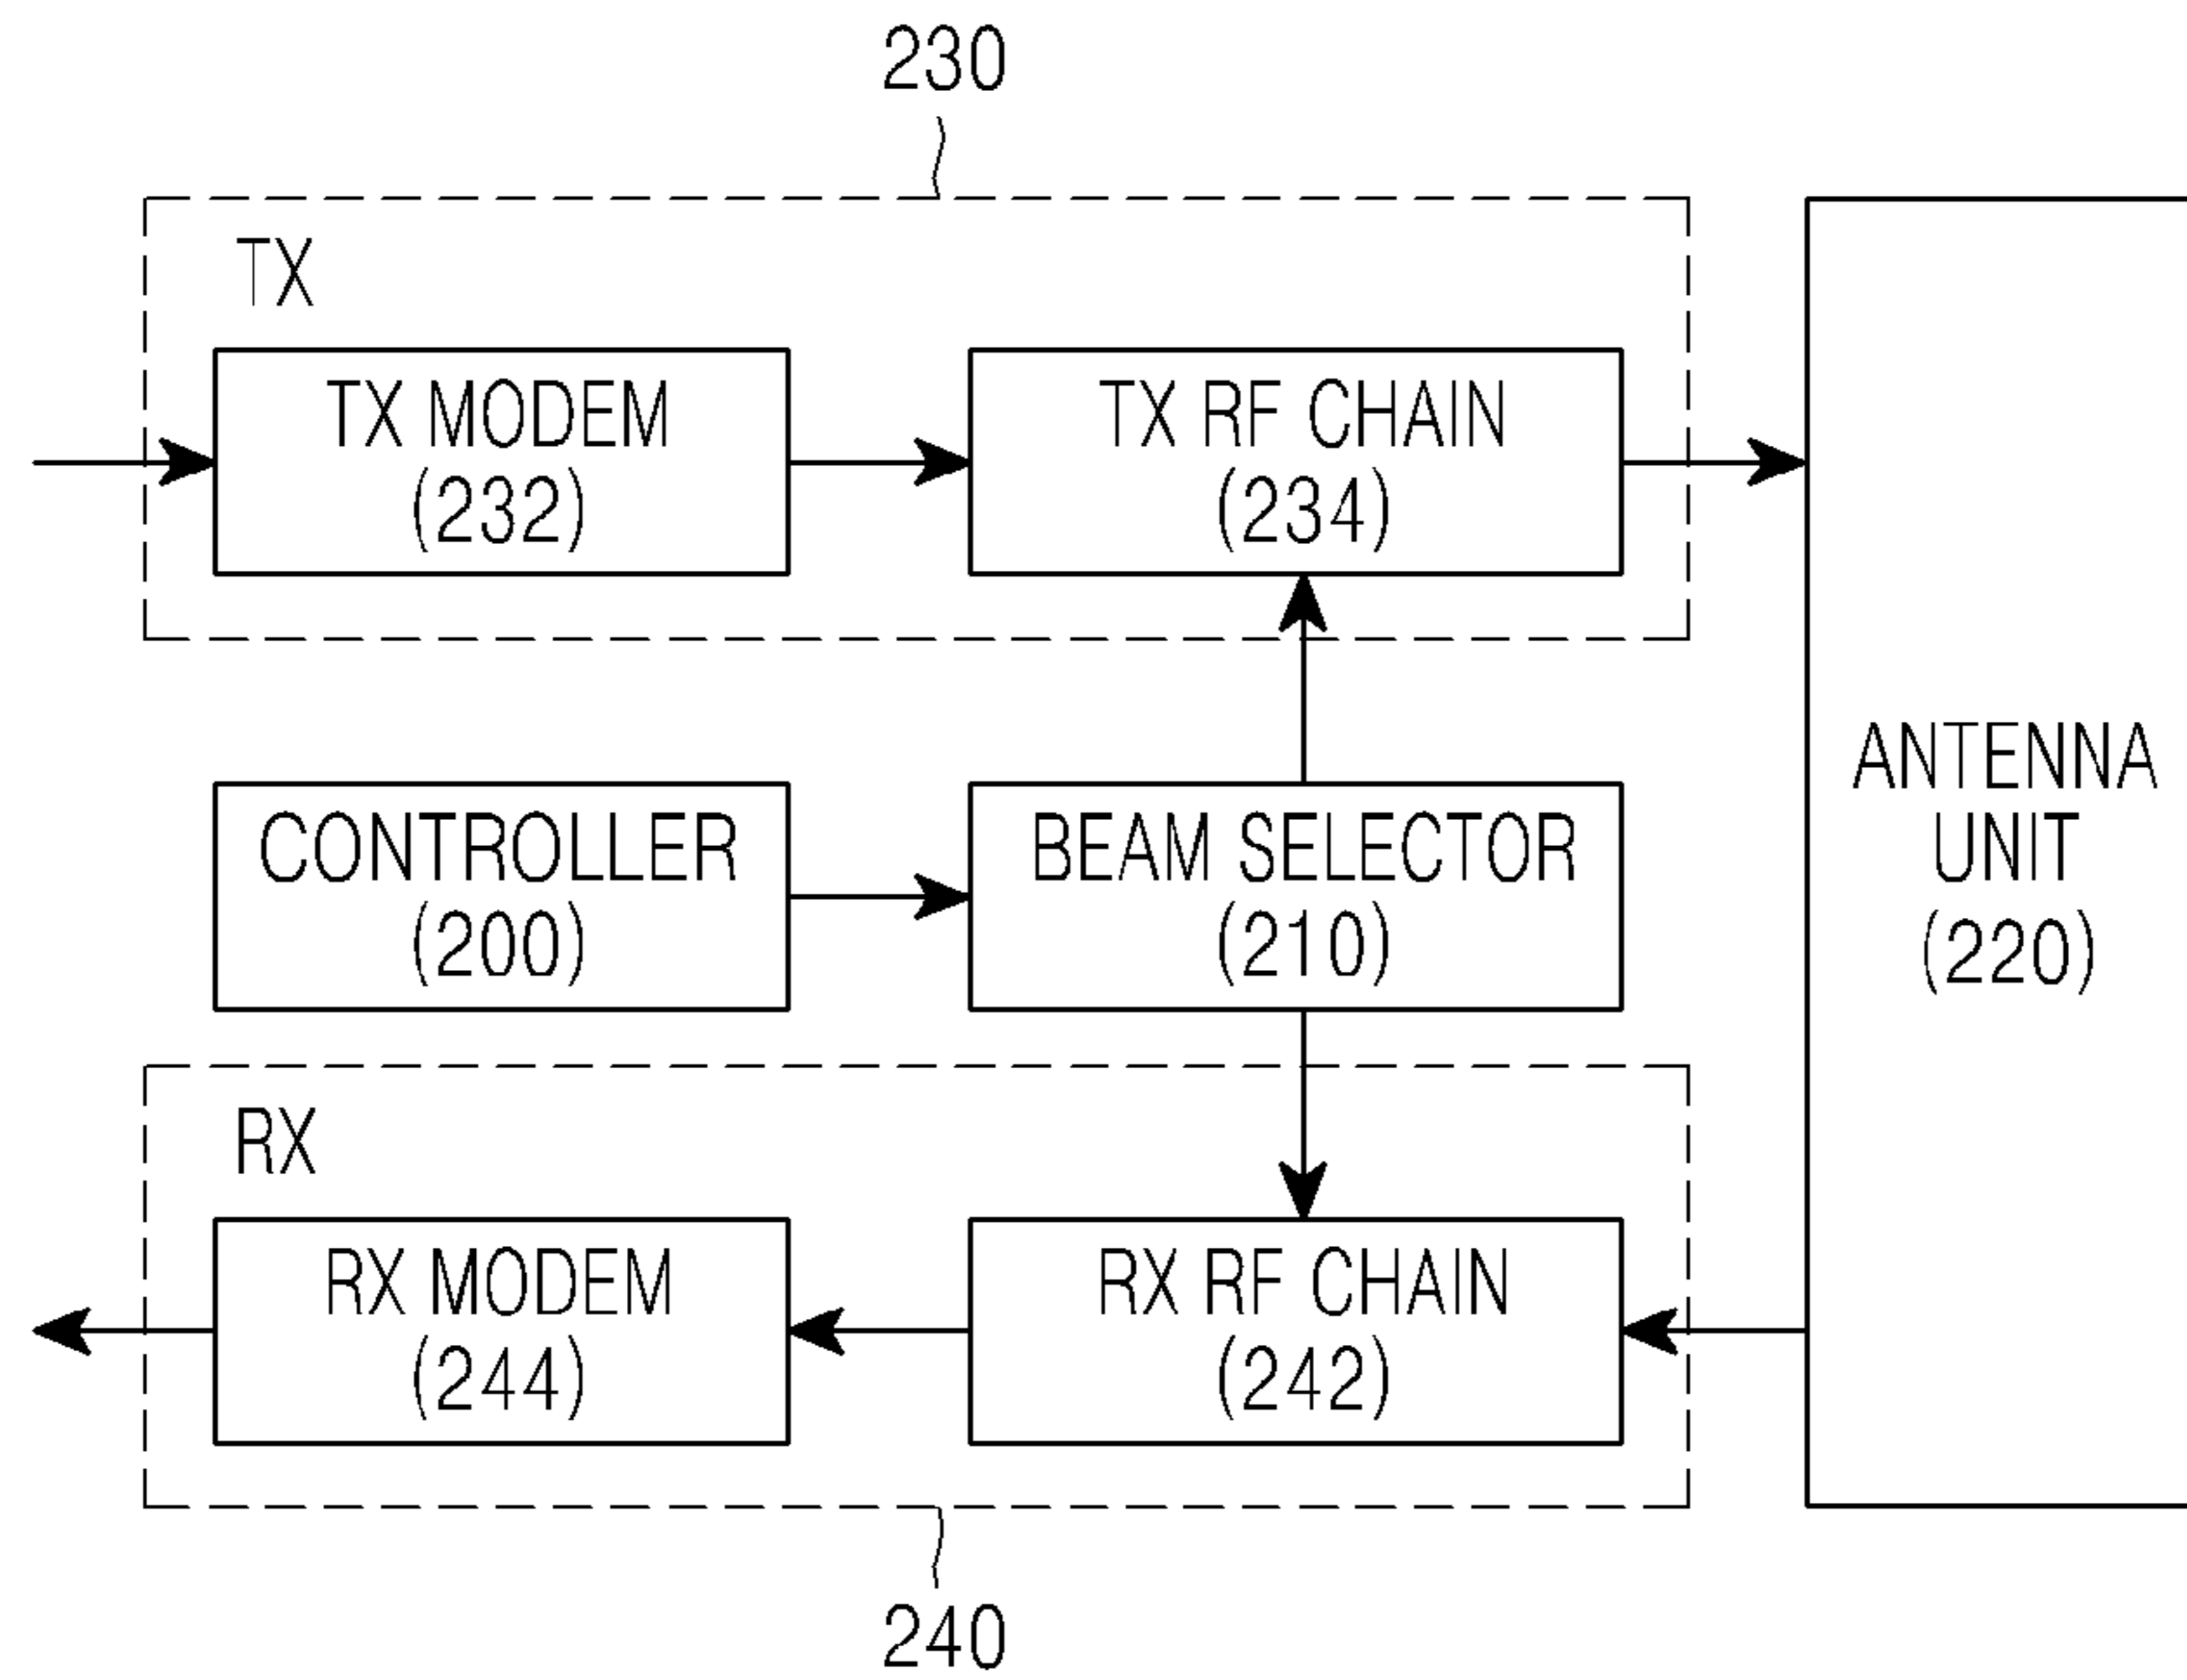 230
TX
TX MODEM
(232)
TX RF CHAIN
(234)
CONTROLLER
(200)
BEAM SELECTOR
(210)
ANTENNA
UNIT
(220)
RX
RX MODEM
(244)
RX RF CHAIN
(242)
240